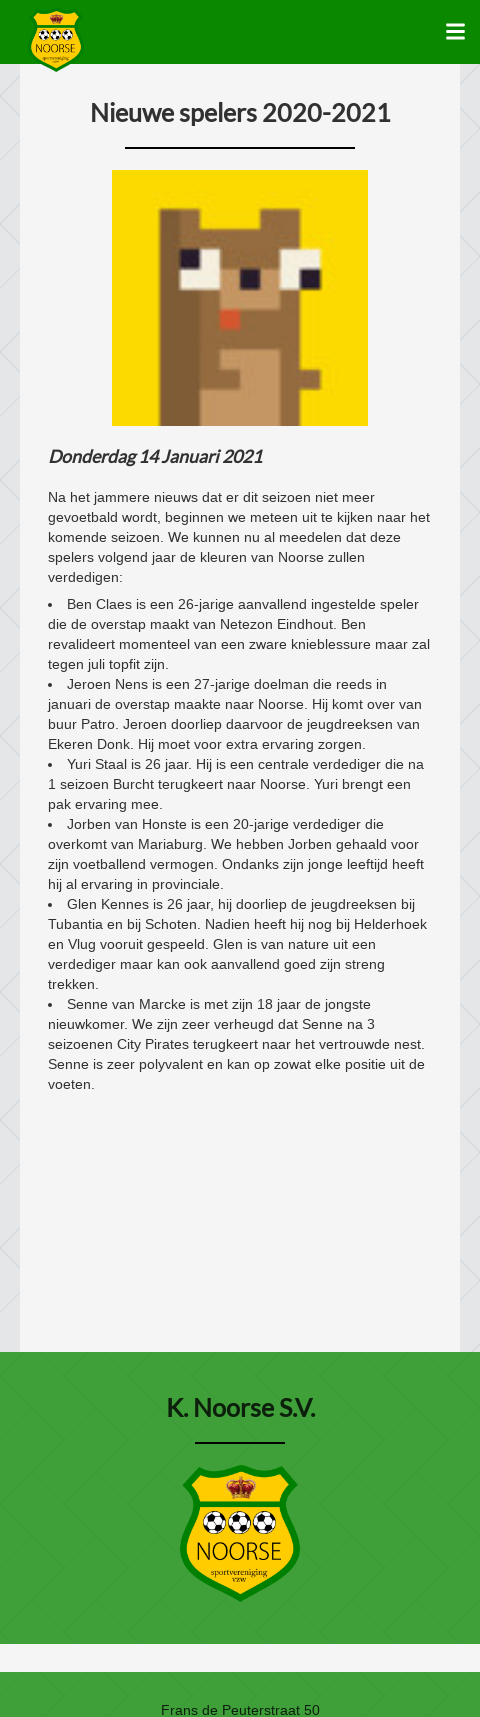 NOORSE
sportvereniging
vzw
Nieuwe spelers 2020-2021
Donderdag 14 Januari 2021
Na het jammere nieuws dat er dit seizoen niet meer
gevoetbald wordt, beginnen we meteen uit te kijken naar het
komende seizoen. We kunnen nu al meedelen dat deze
spelers volgend jaar de kleuren van Noorse zullen
verdedigen:
• Ben Claes is een 26-jarige aanvallend ingestelde speler
die de overstap maakt van Netezon Eindhout. Ben
revalideert momenteel van een zware knieblessure maar zal
tegen juli topfit zijn.
• Jeroen Nens is een 27-jarige doelman die reeds in
januari de overstap maakte naar Noorse. Hij komt over van
buur Patro. Jeroen doorliep daarvoor de jeugdreeksen van
Ekeren Donk. Hij moet voor extra ervaring zorgen.
• Yuri Staal is 26 jaar. Hij is een centrale verdediger die na
1 seizoen Burcht terugkeert naar Noorse. Yuri brengt een
pak ervaring mee.
• Jorben van Honste is een 20-jarige verdediger die
overkomt van Mariaburg. We hebben Jorben gehaald voor
zijn voetballend vermogen. Ondanks zijn jonge leeftijd heeft
hij al ervaring in provinciale.
• Glen Kennes is 26 jaar, hij doorliep de jeugdreeksen bij
Tubantia en bij Schoten. Nadien heeft hij nog bij Helderhoek
en Vlug vooruit gespeeld. Glen is van nature uit een
verdediger maar kan ook aanvallend goed zijn streng
trekken.
• Senne van Marcke is met zijn 18 jaar de jongste
nieuwkomer. We zijn zeer verheugd dat Senne na 3
seizoenen City Pirates terugkeert naar het vertrouwde nest.
Senne is zeer polyvalent en kan op zowat elke positie uit de
voeten.
K. Noorse S.V.
NOORSE
sportvereniging
vzw
Frans de Peuterstraat 50